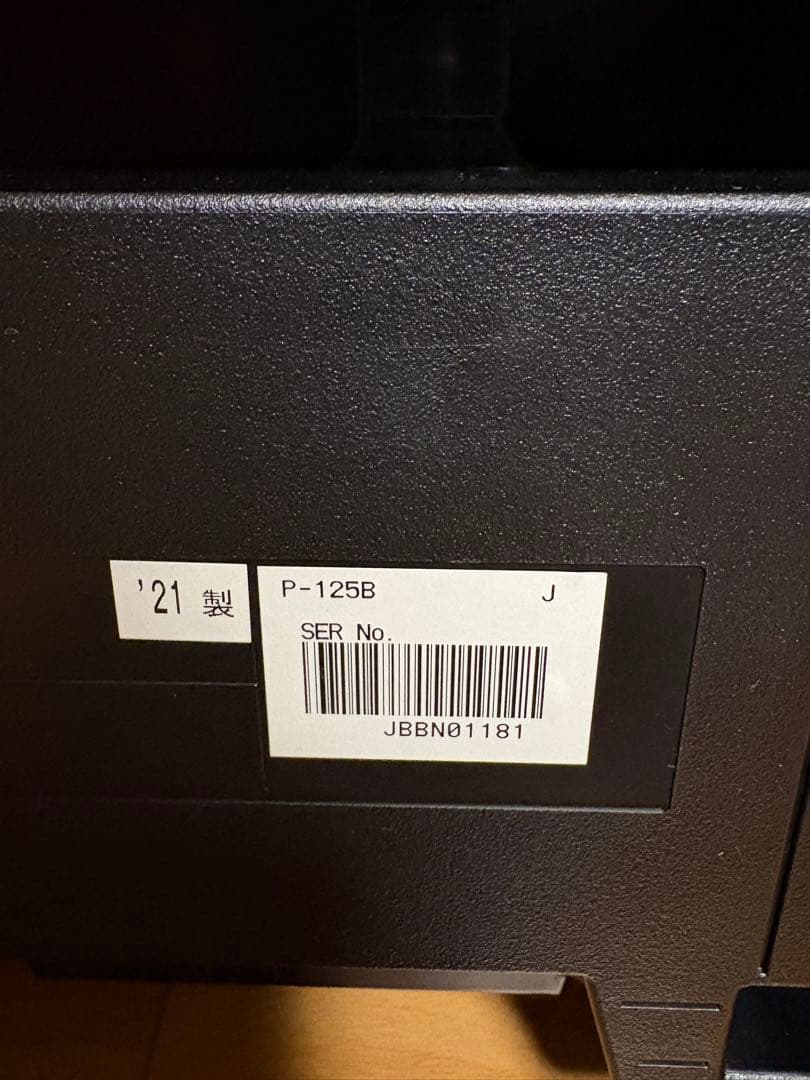 '21 製
P-125B J
SER No.
JBBN01181